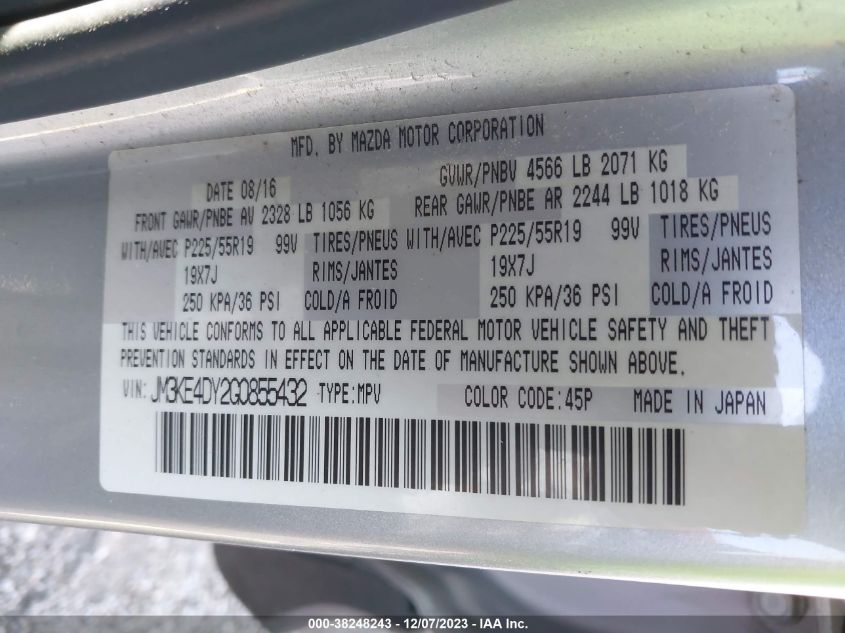 MFD. BY MAZDA MOTOR CORPORATION
DATE 08/16 GVWR/PNBV 4566 LB 2071 KG
FRONT GAWR/PNBE AV 2328 LB 1056 KG REAR GAWR/PNBE AR 2244 LB 1018 KG
WITH/AVEC P225/55R19 99V TIRES/PNEUS WITH/AVEC P225/55R19 99V TIRES/PNEUS
19X7J RIMS/JANTES 19X7J RIMS/JANTES
250 KPA/36 PSI COLD/A FROID 250 KPA/36 PSI COLD/A FROID
THIS VEHICLE CONFORMS TO ALL APPLICABLE FEDERAL MOTOR VEHICLE SAFETY AND THEFT
PREVENTION STANDARDS IN EFFECT ON THE DATE OF MANUFACTURE SHOWN ABOVE.
VIN: JM3KE4DY2G0855432 TYPE:MPV COLOR CODE:45P MADE IN JAPAN
000-38248243 - 12/07/2023 - IAA Inc.